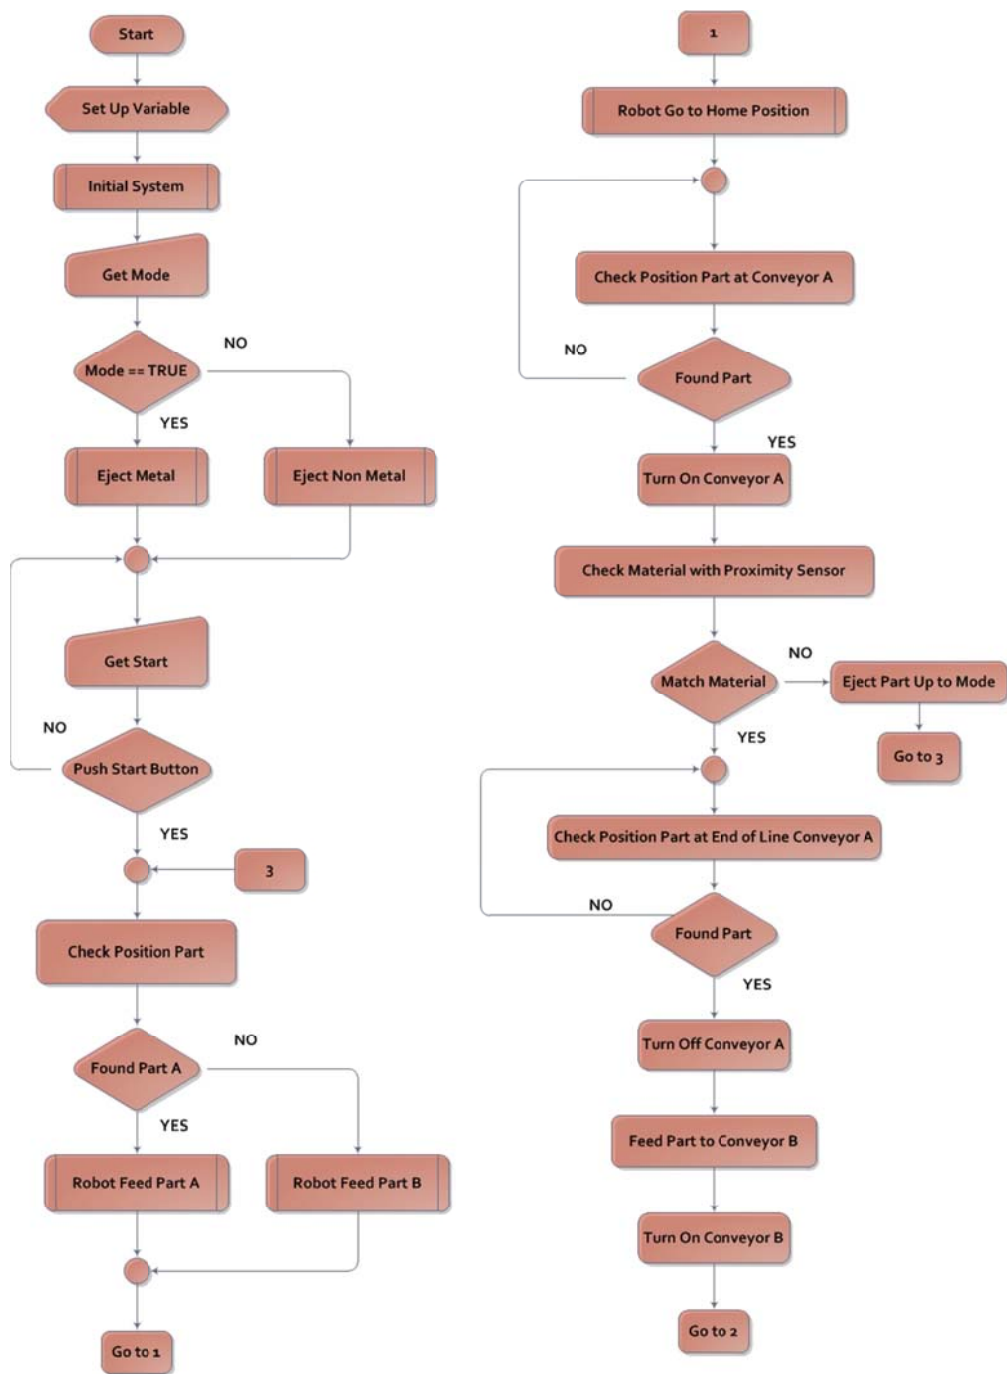 Start
Set Up Variable
Initial System
Get Mode
Mode == TRUE
NO
YES
Eject Metal
Eject Non Metal
Get Start
Push Start Button
NO
YES
3
Check Position Part
Found Part A
NO
YES
Robot Feed Part A
Robot Feed Part B
Go to 1
1
Robot Go to Home Position
Check Position Part at Conveyor A
Found Part
NO
YES
Turn On Conveyor A
Check Material with Proximity Sensor
Match Material
NO
Eject Part Up to Mode
Go to 3
YES
Check Position Part at End of Line Conveyor A
NO
Found Part
YES
Turn Off Conveyor A
Feed Part to Conveyor B
Turn On Conveyor B
Go to 2